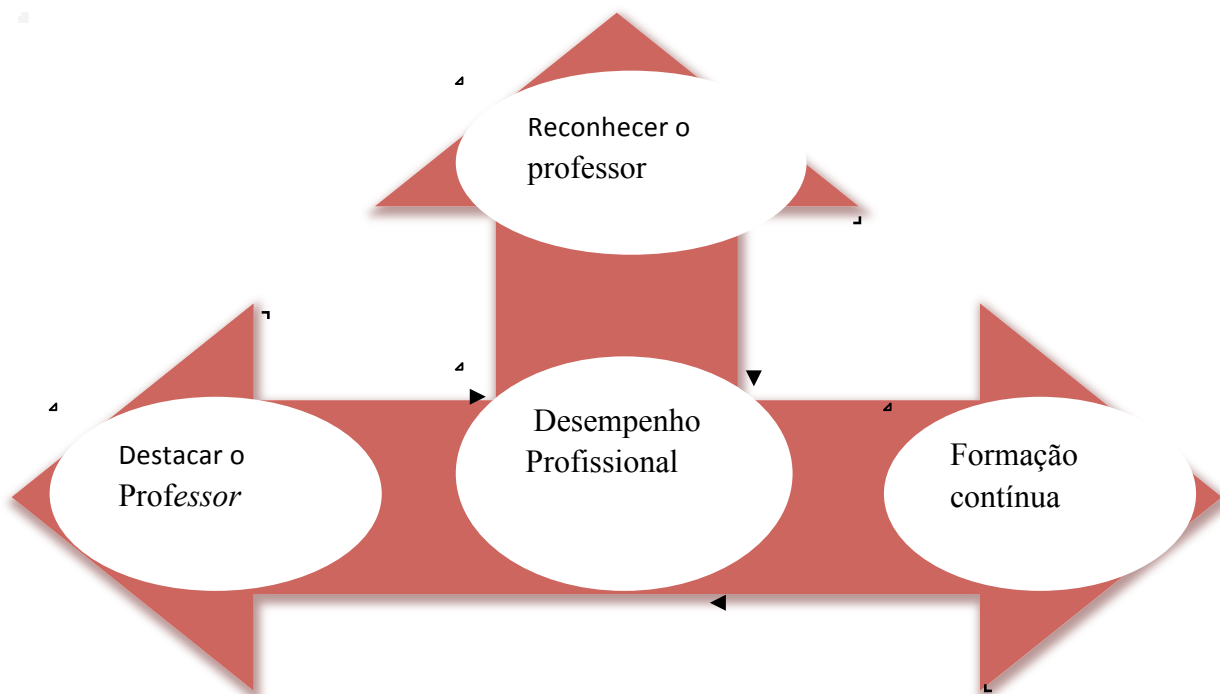 Reconhecer o
professor
Desempenho
Profissional
Destacar o
Professor
Formação
contínua